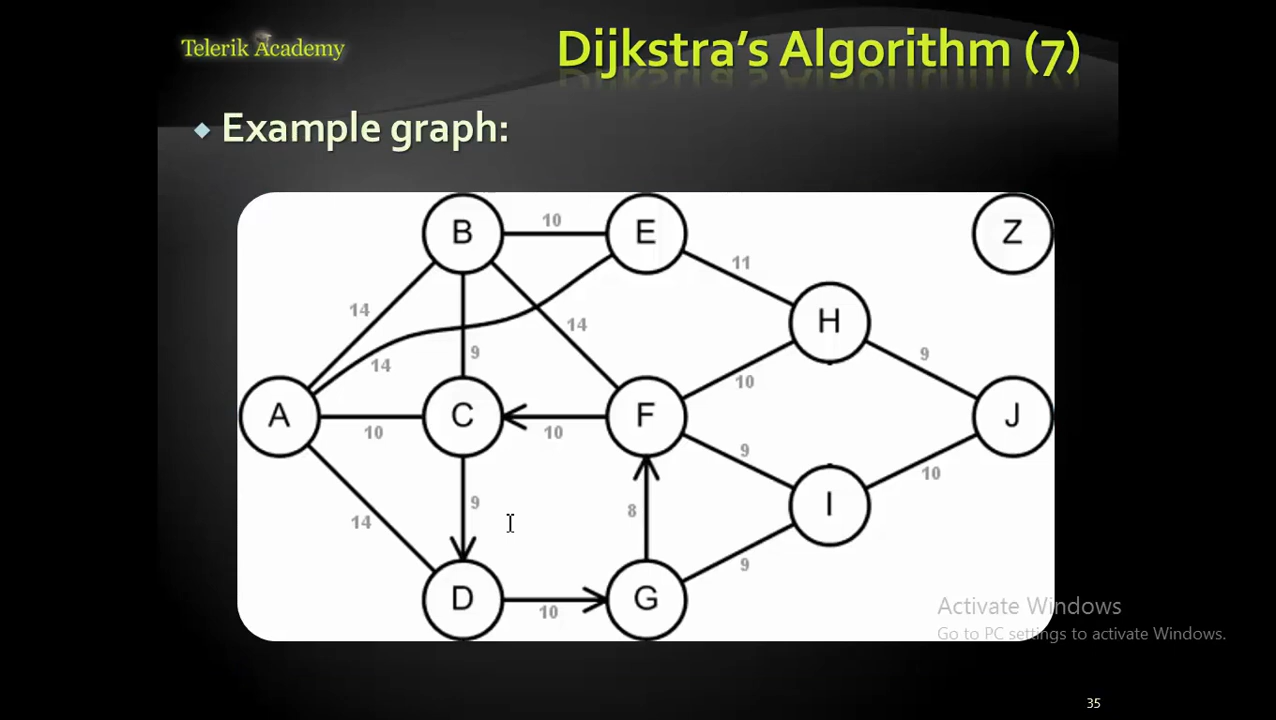 Telerik Academy
Dijkstra's Algorithm (7)
Example graph:
B 10 E Z
11
14 H
14
14 9 9
10
A C F J
10 10 9
10
14 9 8 I
9
D G
10
Activate Windows
Go to PC settings to activate Windows.
35